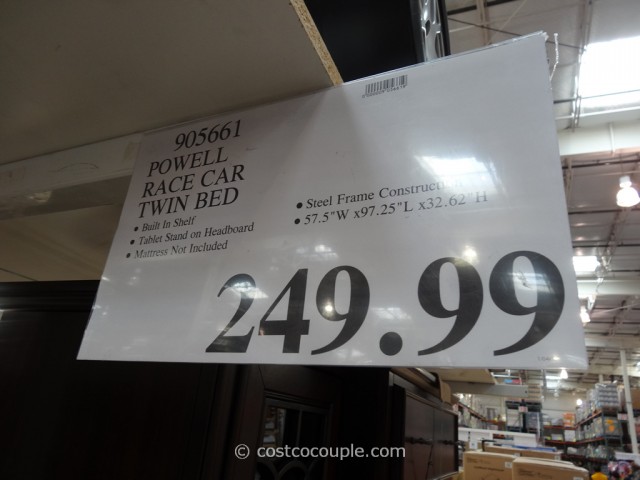 905661
POWELL
RACE CAR
TWIN BED
• Built In Shelf
• Tablet Stand on Headboard
• Mattress Not Included
• Steel Frame Construction
• 57.5"W x97.25"L x32.62"H
249.99
© costcocouple.com